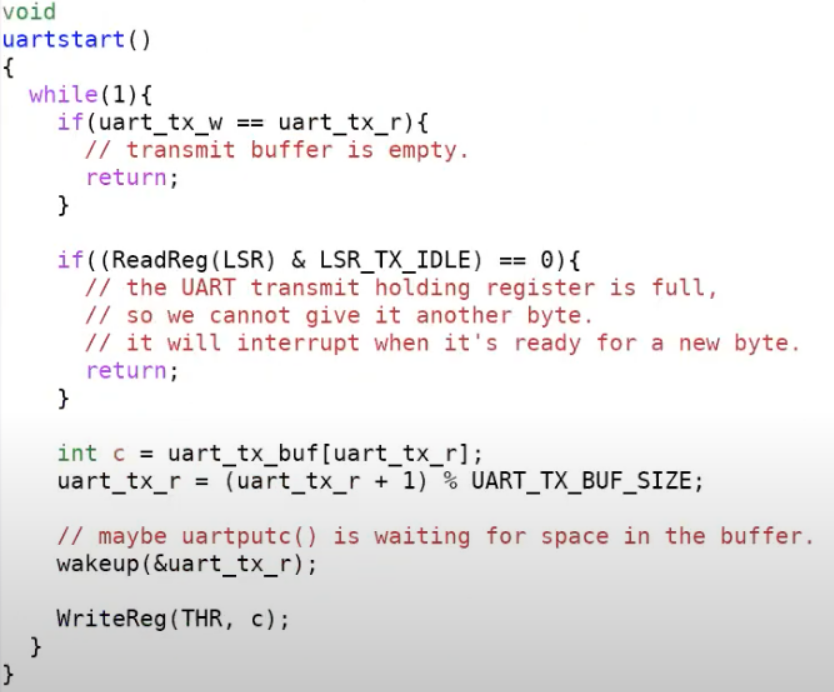 void
uartstart()
{
  while(1){
    if(uart_tx_w == uart_tx_r){
      // transmit buffer is empty.
      return;
    }

    if((ReadReg(LSR) & LSR_TX_IDLE) == 0){
      // the UART transmit holding register is full,
      // so we cannot give it another byte.
      // it will interrupt when it's ready for a new byte.
      return;
    }

    int c = uart_tx_buf[uart_tx_r];
    uart_tx_r = (uart_tx_r + 1) % UART_TX_BUF_SIZE;

    // maybe uartputc() is waiting for space in the buffer.
    wakeup(&uart_tx_r);

    WriteReg(THR, c);
  }
}